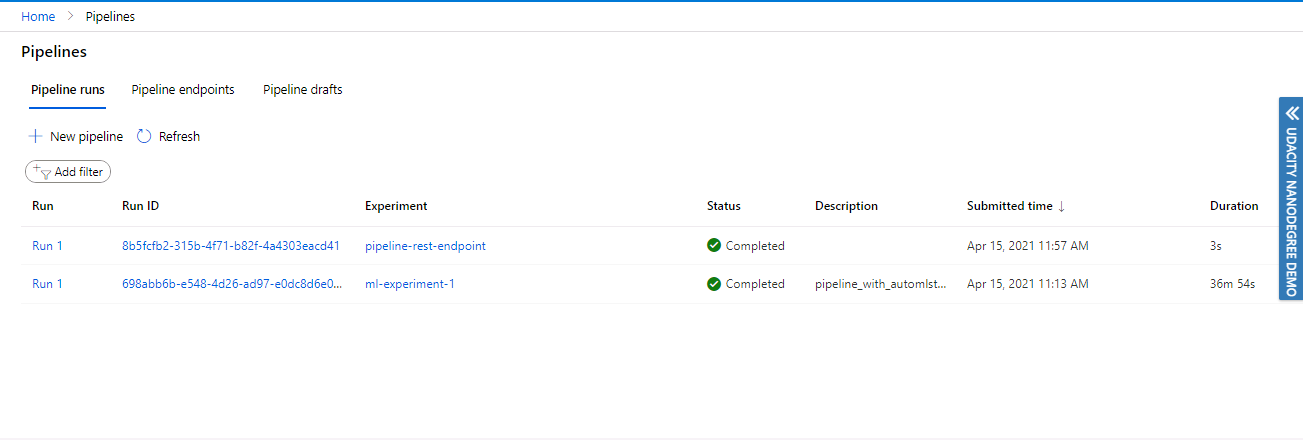 Home > Pipelines
Pipelines
Pipeline runs Pipeline endpoints Pipeline drafts
New pipeline Refresh
Add filter
Run Run ID Experiment Status Description Submitted time ↓ Duration
Run 1 8b5fcfb2-315b-4f71-b82f-4a4303eacd41 pipeline-rest-endpoint Completed Apr 15, 2021 11:57 AM 3s
Run 1 698abb6b-e548-4d26-ad97-e0dc8d6e0... ml-experiment-1 Completed pipeline_with_automlst... Apr 15, 2021 11:13 AM 36m 54s
UDACITY NANODEGREE DEMO